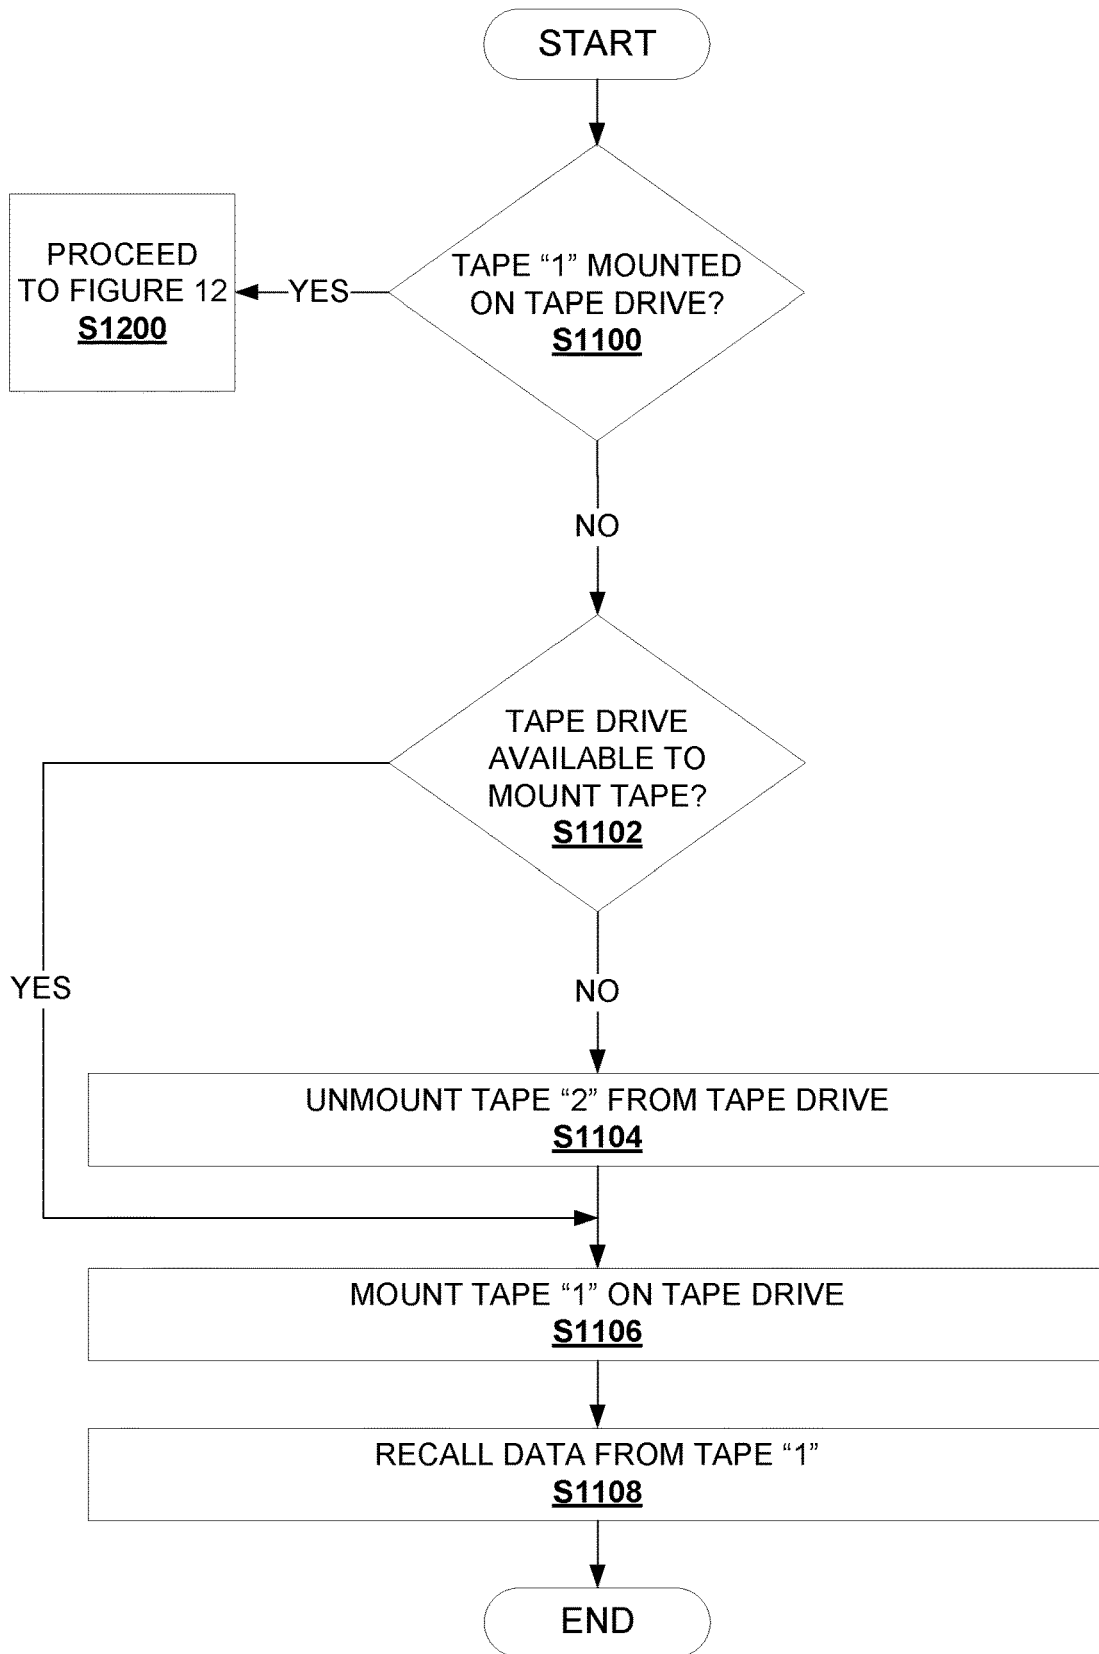 START
TAPE “1” MOUNTED
ON TAPE DRIVE?
S1100
YES
PROCEED
TO FIGURE 12
S1200
NO
TAPE DRIVE
AVAILABLE TO
MOUNT TAPE?
S1102
YES
NO
UNMOUNT TAPE “2” FROM TAPE DRIVE
S1104
MOUNT TAPE “1” ON TAPE DRIVE
S1106
RECALL DATA FROM TAPE “1”
S1108
END